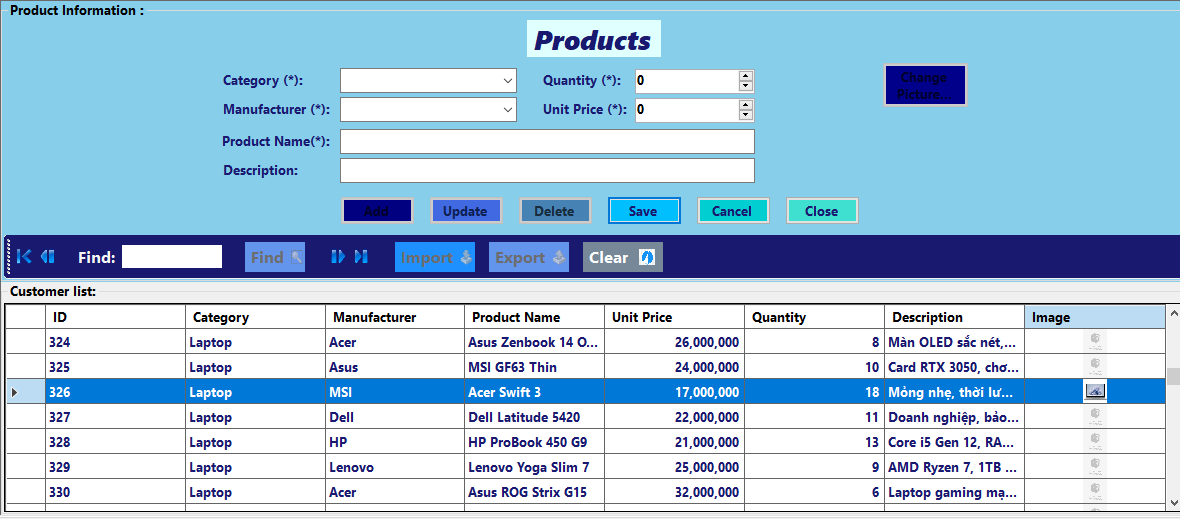 Product Information :
Products
Category (*):
Quantity (*): 0
Change Picture...
Manufacturer (*):
Unit Price (*): 0
Product Name(*):
Description:
Add Update Delete Save Cancel Close
Find: Find Import Export Clear
Customer list:
ID Category Manufacturer Product Name Unit Price Quantity Description Image
324 Laptop Acer Asus Zenbook 14 O... 26,000,000 8 Màn OLED sắc nét,...
325 Laptop Asus MSI GF63 Thin 24,000,000 10 Card RTX 3050, chơ...
326 Laptop MSI Acer Swift 3 17,000,000 18 Mỏng nhẹ, thời lư...
327 Laptop Dell Dell Latitude 5420 22,000,000 11 Doanh nghiệp, bảo...
328 Laptop HP HP ProBook 450 G9 21,000,000 13 Core i5 Gen 12, RA...
329 Laptop Lenovo Lenovo Yoga Slim 7 25,000,000 9 AMD Ryzen 7, 1TB ...
330 Laptop Acer Asus ROG Strix G15 32,000,000 6 Laptop gaming mạ...